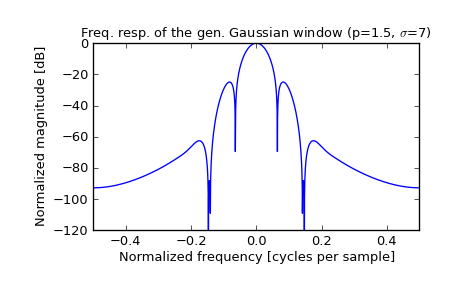 Freq. resp. of the gen. Gaussian window (p=1.5, σ=7)
Normalized magnitude [dB]
0
−20
−40
−60
−80
−100
−120
−0.4 −0.2 0.0 0.2 0.4
Normalized frequency [cycles per sample]